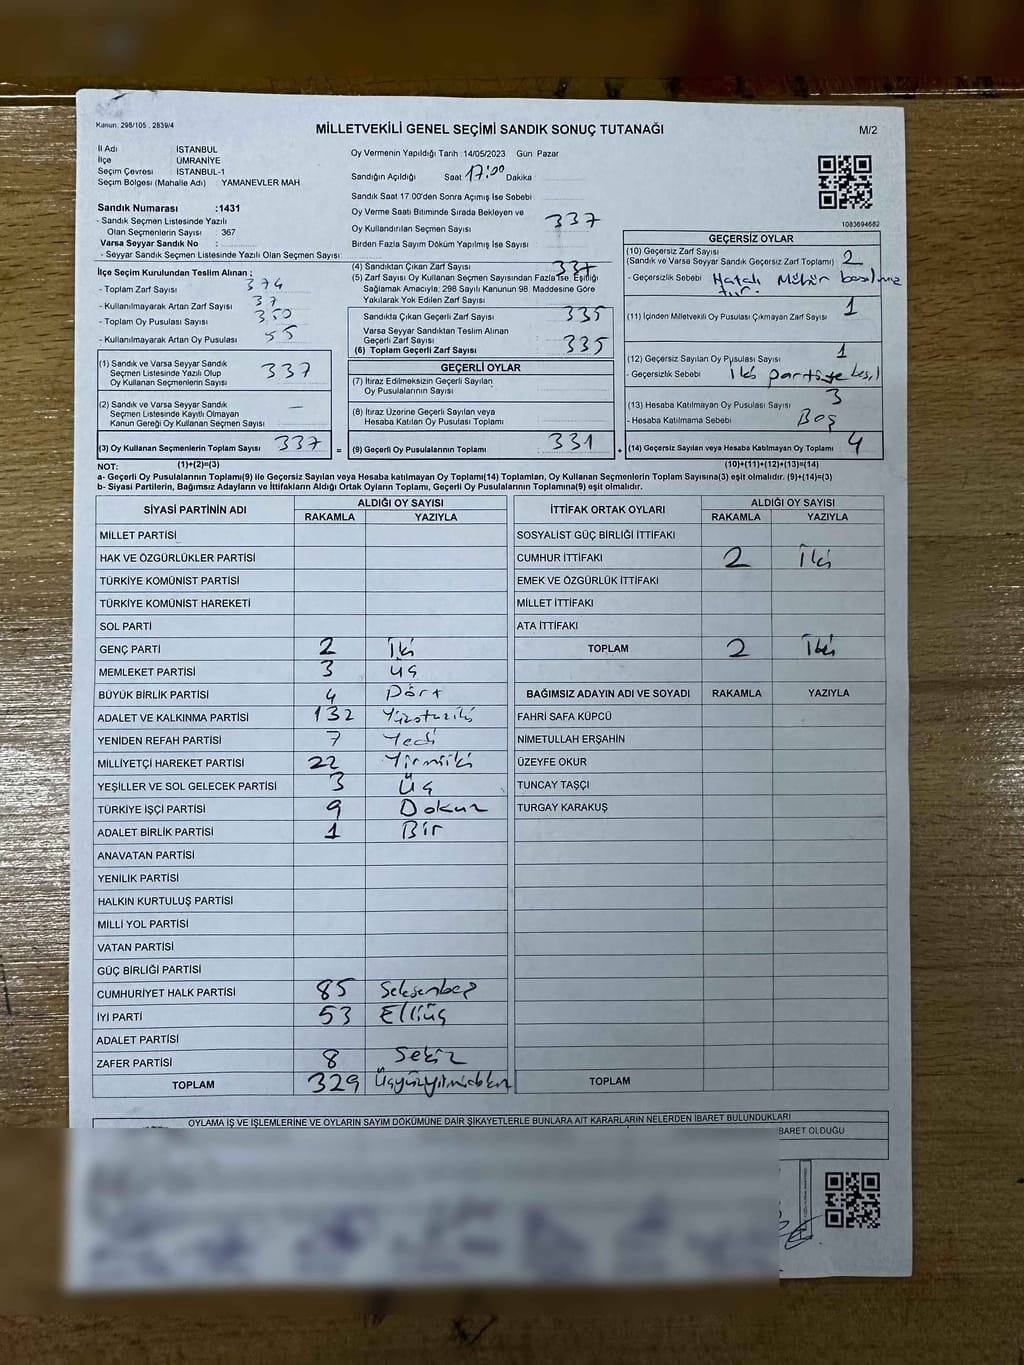 Kanun. 298/105 , 2839/4
MİLLETVEKİLİ GENEL SEÇİMİ SANDIK SONUÇ TUTANAĞI
M/2
İl Adı : İSTANBUL
İlçe : ÜMRANİYE
Seçim Çevresi : İSTANBUL-1
Seçim Bölgesi (Mahalle Adı) : YAMANEVLER MAH
Sandık Numarası :1431
- Sandık Seçmen Listesinde Yazılı
Olan Seçmenlerin Sayısı : 367
Varsa Seyyar Sandık No :
- Seyyar Sandık Seçmen Listesinde Yazılı Olan Seçmen Sayısı:
Oy Vermenin Yapıldığı Tarih :14/05/2023 Gün Pazar
Sandığın Açıldığı Saat 17:00 Dakika
Sandık Saat 17 00'den Sonra Açımış İse Sebebi
Oy Verme Saati Bitiminde Sırada Bekleyen ve
Oy Kullandırılan Seçmen Sayısı 337
Birden Fazla Sayım Döküm Yapılmış İse Sayısı :
1083694662
İlçe Seçim Kurulundan Teslim Alınan :
- Toplam Zarf Sayısı : 374
- Kullanılmayarak Artan Zarf Sayısı : 37
- Toplam Oy Pusulası Sayısı : 350
- Kullanılmayarak Artan Oy Pusulası : 55
(1) Sandık ve Varsa Seyyar Sandık
Seçmen Listesinde Yazılı Olup
Oy Kullanan Seçmenlerin Sayısı 337
(2) Sandık ve Varsa Seyyar Sandık
Seçmen Listesinde Kayıtlı Olmayan
Kanun Gereği Oy Kullanan Seçmen Sayısı —
(3) Oy Kullanan Seçmenlerin Toplam Sayısı 337 =
(1)+(2)=(3)
(4) Sandıktan Çıkan Zarf Sayısı 337
(5) Zarf Sayısı Oy Kullanan Seçmen Sayısından Fazla İse, Eşitliği
Sağlamak Amacıyla; 298 Sayılı Kanunun 98. Maddesine Göre
Yakılarak Yok Edilen Zarf Sayısı
Sandıkta Çıkan Geçerli Zarf Sayısı 335
Varsa Seyyar Sandıktan Teslim Alınan
Geçerli Zarf Sayısı :
(6) Toplam Geçerli Zarf Sayısı 335
GEÇERLİ OYLAR
(7) İtiraz Edilmeksizin Geçerli Sayılan
Oy Pusulalarının Sayısı
(8) İtiraz Üzerine Geçerli Sayılan veya
Hesaba Katılan Oy Pusulası Toplamı
(9) Geçerli Oy Pusulalarının Toplamı 331 +
GEÇERSİZ OYLAR
(10) Geçersiz Zarf Sayısı
(Sandık ve Varsa Seyyar Sandık Geçersiz Zarf Toplamı) 2
- Geçersizlik Sebebi : Hatalı Mühür basılmış
tır.
(11) İçinden Milletvekili Oy Pusulası Çıkmayan Zarf Sayısı 1
(12) Geçersiz Sayılan Oy Pusulası Sayısı 1
- Geçersizlik Sebebi : İki partiye
(13) Hesaba Katılmayan Oy Pusulası Sayısı 3
- Hesaba Katılmama Sebebi : Boş
(14) Geçersiz Sayılan veya Hesaba Katılmayan Oy Toplamı 4
(10)+(11)+(12)+(13)=(14)
NOT:
a- Geçerli Oy Pusulalarının Toplamı(9) ile Geçersiz Sayılan veya Hesaba katılmayan Oy Toplamı(14) Toplamları, Oy Kullanan Seçmenlerin Toplam Sayısına(3) eşit olmalıdır. (9)+(14)=(3)
b- Siyasi Partilerin, Bağımsız Adayların ve İttifakların Aldığı Ortak Oyların Toplamı, Geçerli Oy Pusulalarının Toplamına(9) eşit olmalıdır.
SİYASİ PARTİNİN ADI ALDIĞI OY SAYISI
RAKAMLA YAZIYLA
MİLLET PARTİSİ
HAK VE ÖZGÜRLÜKLER PARTİSİ
TÜRKİYE KOMÜNİST PARTİSİ
TÜRKİYE KOMÜNİST HAREKETİ
SOL PARTİ
GENÇ PARTİ 2 İki
MEMLEKET PARTİSİ 3 üç
BÜYÜK BİRLİK PARTİSİ 4 Dört
ADALET VE KALKINMA PARTİSİ 132 Yüzotuziki
YENİDEN REFAH PARTİSİ 7 Yedi
MİLLİYETÇİ HAREKET PARTİSİ 22 Yirmiiki
YEŞİLLER VE SOL GELECEK PARTİSİ 3 Üç
TÜRKİYE İŞÇİ PARTİSİ 9 Dokuz
ADALET BİRLİK PARTİSİ 1 Bir
ANAVATAN PARTİSİ
YENİLİK PARTİSİ
HALKIN KURTULUŞ PARTİSİ
MİLLİ YOL PARTİSİ
VATAN PARTİSİ
GÜÇ BİRLİĞİ PARTİSİ
CUMHURİYET HALK PARTİSİ 85 Seksenbeş
İYİ PARTİ 53 Elliüç
ADALET PARTİSİ
ZAFER PARTİSİ 8 Sekiz
TOPLAM 329 Üçyüzyirmidokuz
İTTİFAK ORTAK OYLARI ALDIĞI OY SAYISI
RAKAMLA YAZIYLA
SOSYALİST GÜÇ BİRLİĞİ İTTİFAKI
CUMHUR İTTİFAKI 2 İki
EMEK VE ÖZGÜRLÜK İTTİFAKI
MİLLET İTTİFAKI
ATA İTTİFAKI
TOPLAM 2 İki
BAĞIMSIZ ADAYIN ADI VE SOYADI RAKAMLA YAZIYLA
FAHRİ SAFA KÜPCÜ
NİMETULLAH ERŞAHİN
ÜZEYFE OKUR
TUNCAY TAŞÇI
TURGAY KARAKUŞ
TOPLAM
OYLAMA İŞ VE İŞLEMLERİNE VE OYLARIN SAYIM DÖKÜMÜNE DAİR ŞİKAYETLERLE BUNLARA AİT KARARLARIN NELERDEN İBARET BULUNDUKLARI
BARET OLDUĞU